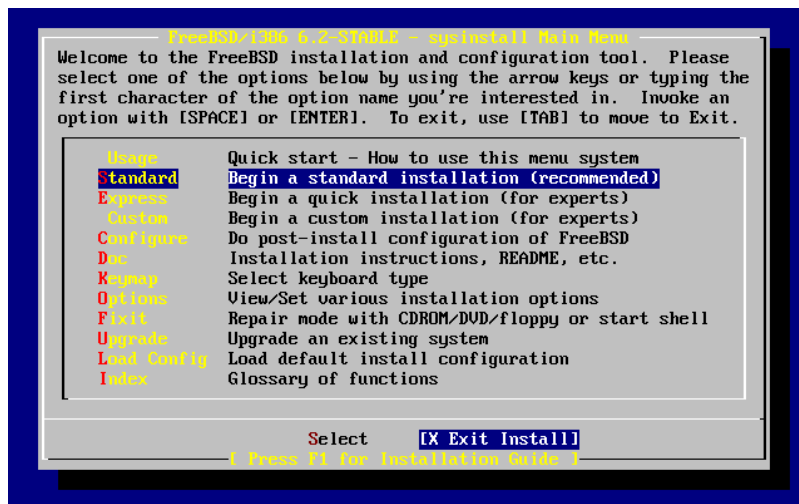 FreeBSD/i386 6.2-STABLE - sysinstall Main Menu
Welcome to the FreeBSD installation and configuration tool.  Please
select one of the options below by using the arrow keys or typing the
first character of the option name you're interested in.  Invoke an
option with [SPACE] or [ENTER].  To exit, use [TAB] to move to Exit.
Usage Quick start - How to use this menu system
Standard Begin a standard installation (recommended)
Express Begin a quick installation (for experts)
Custom Begin a custom installation (for experts)
Configure Do post-install configuration of FreeBSD
Doc Installation instructions, README, etc.
Keymap Select keyboard type
Options View/Set various installation options
Fixit Repair mode with CDROM/DVD/floppy or start shell
Upgrade Upgrade an existing system
Load Config Load default install configuration
Index Glossary of functions
Select [X Exit Install]
[ Press F1 for Installation Guide ]